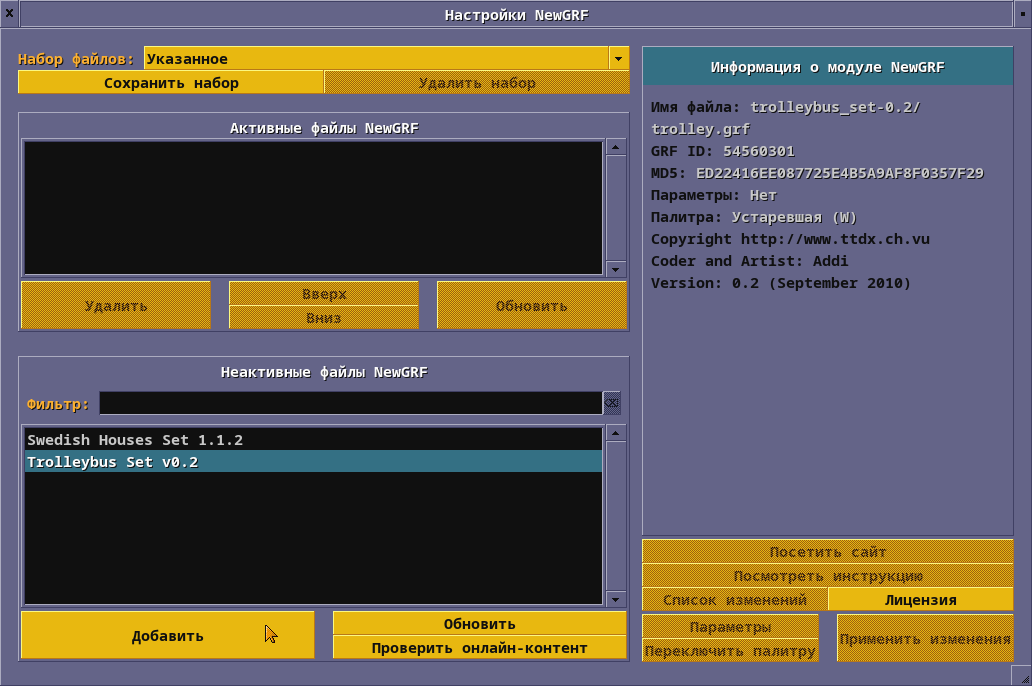 Настройки NewGRF
Набор файлов: Указанное
Сохранить набор Удалить набор
Активные файлы NewGRF
Удалить
Вверх
Вниз
Обновить
Неактивные файлы NewGRF
Фильтр:
Swedish Houses Set 1.1.2
Trolleybus Set v0.2
Добавить
Обновить
Проверить онлайн-контент
Информация о модуле NewGRF
Имя файла: trolleybus_set-0.2/
trolley.grf
GRF ID: 54560301
MD5: ED22416EE087725E4B5A9AF8F0357F29
Параметры: Нет
Палитра: Устаревшая (W)
Copyright http://www.ttdx.ch.vu
Coder and Artist: Addi
Version: 0.2 (September 2010)
Посетить сайт
Посмотреть инструкцию
Список изменений Лицензия
Параметры
Переключить палитру
Применить изменения